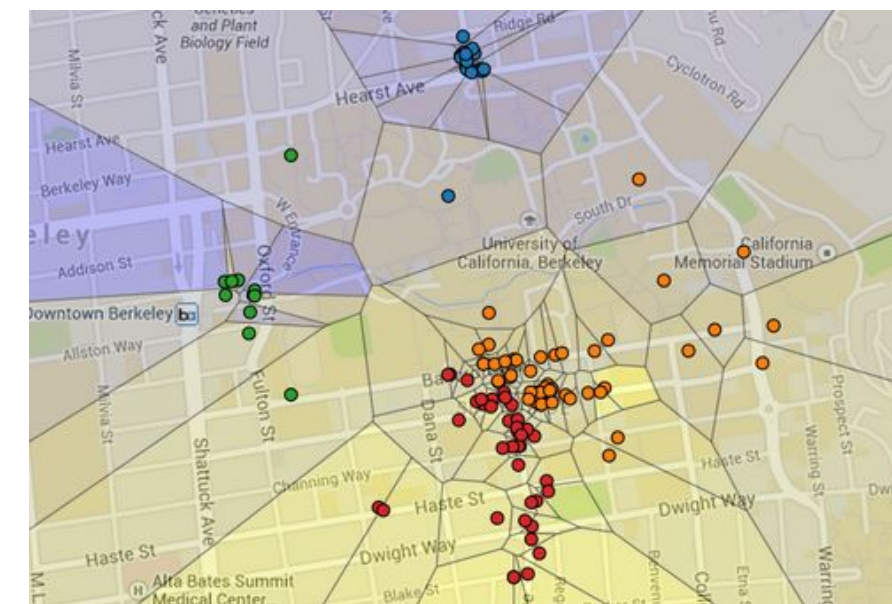 and Plant
Biology Field
Ridge Rd
Milvia St
Cyclotron Rd
Hearst Ave
Hearst Ave
Berkeley Way
eley
W Entrance
South Dr
Oxford St
University of
California, Berkeley
California
Memorial Stadium
Addison St
Downtown Berkeley
Allston Way
Fulton St
Dana St
Milvia St
Shattuck Ave
Prospect St
Warring St
Channing Way
Haste St
Haste St
Dwight Way
Dwight Way
Haste St
Alta Bates Summit
Medical Center
Blake St